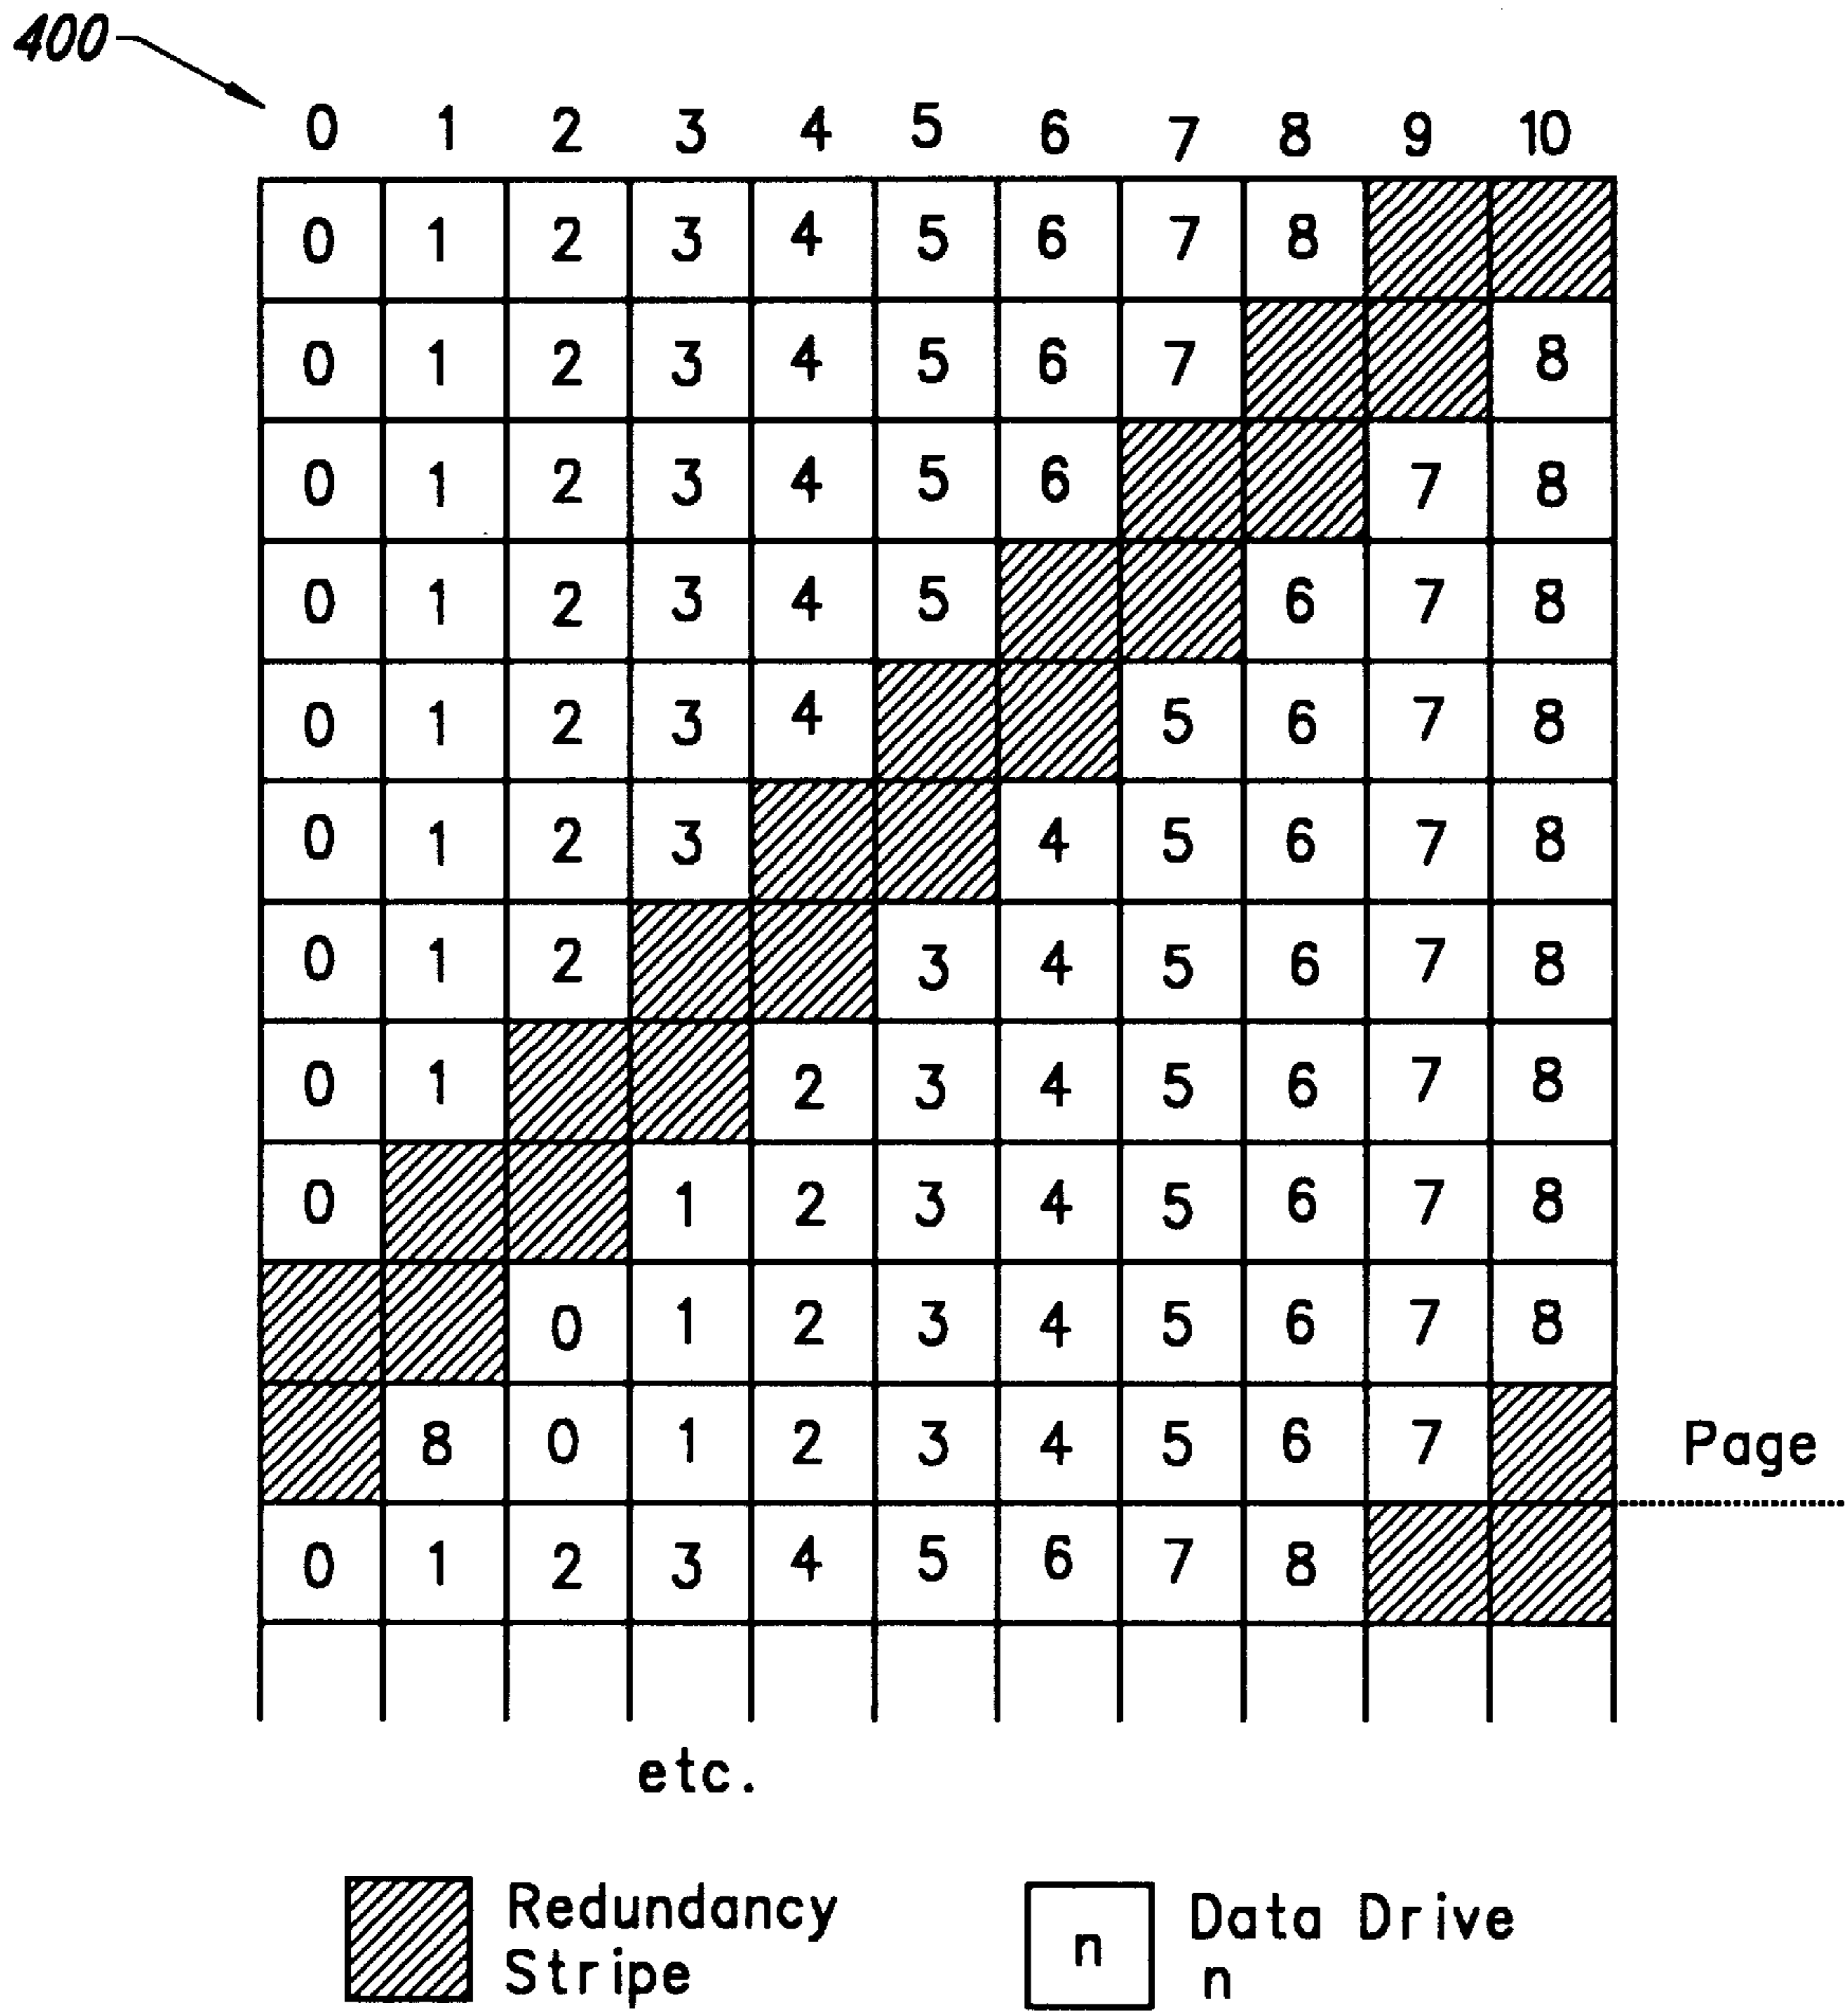 400
0 1 2 3 4 5 6 7 8 9 10
0 1 2 3 4 5 6 7 8
0 1 2 3 4 5 6 7 8
0 1 2 3 4 5 6 7 8
0 1 2 3 4 5 6 7 8
0 1 2 3 4 5 6 7 8
0 1 2 3 4 5 6 7 8
0 1 2 3 4 5 6 7 8
0 1 2 3 4 5 6 7 8
0 1 2 3 4 5 6 7 8
0 1 2 3 4 5 6 7 8
8 0 1 2 3 4 5 6 7 Page
0 1 2 3 4 5 6 7 8
etc.
Redundancy
Stripe
n Data Drive
n